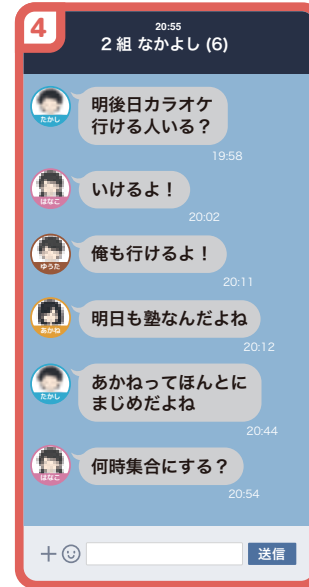 4
20:55
2組 なかよし (6)
たかし
明後日カラオケ
行ける人いる？
19:58
はなこ
いけるよ！
20:02
ゆうた
俺も行けるよ！
20:11
あかね
明日も塾なんだよね
20:12
たかし
あかねってほんとに
まじめだよね
20:44
はなこ
何時集合にする？
20:54
送信